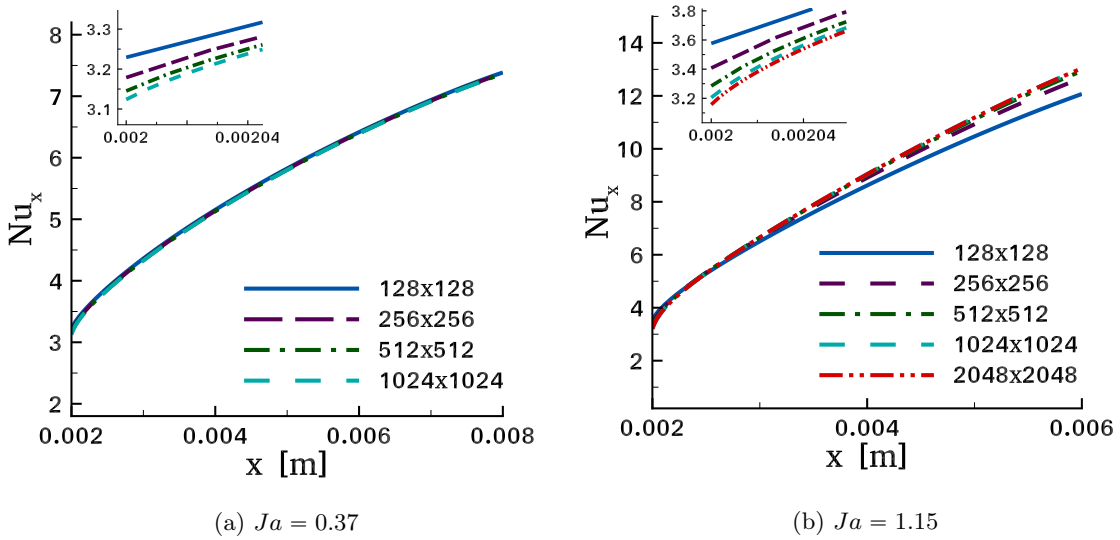 3.3
3.2
3.1
0.002
0.00204
8
7
6
5
4
3
2
Nu_x
128x128
256x256
512x512
1024x1024
0.002
0.004
0.006
0.008
x [m]
(a) Ja = 0.37
3.8
3.6
3.4
3.2
0.002
0.00204
14
12
10
8
6
4
2
Nu_x
128x128
256x256
512x512
1024x1024
2048x2048
0.002
0.004
0.006
x [m]
(b) Ja = 1.15